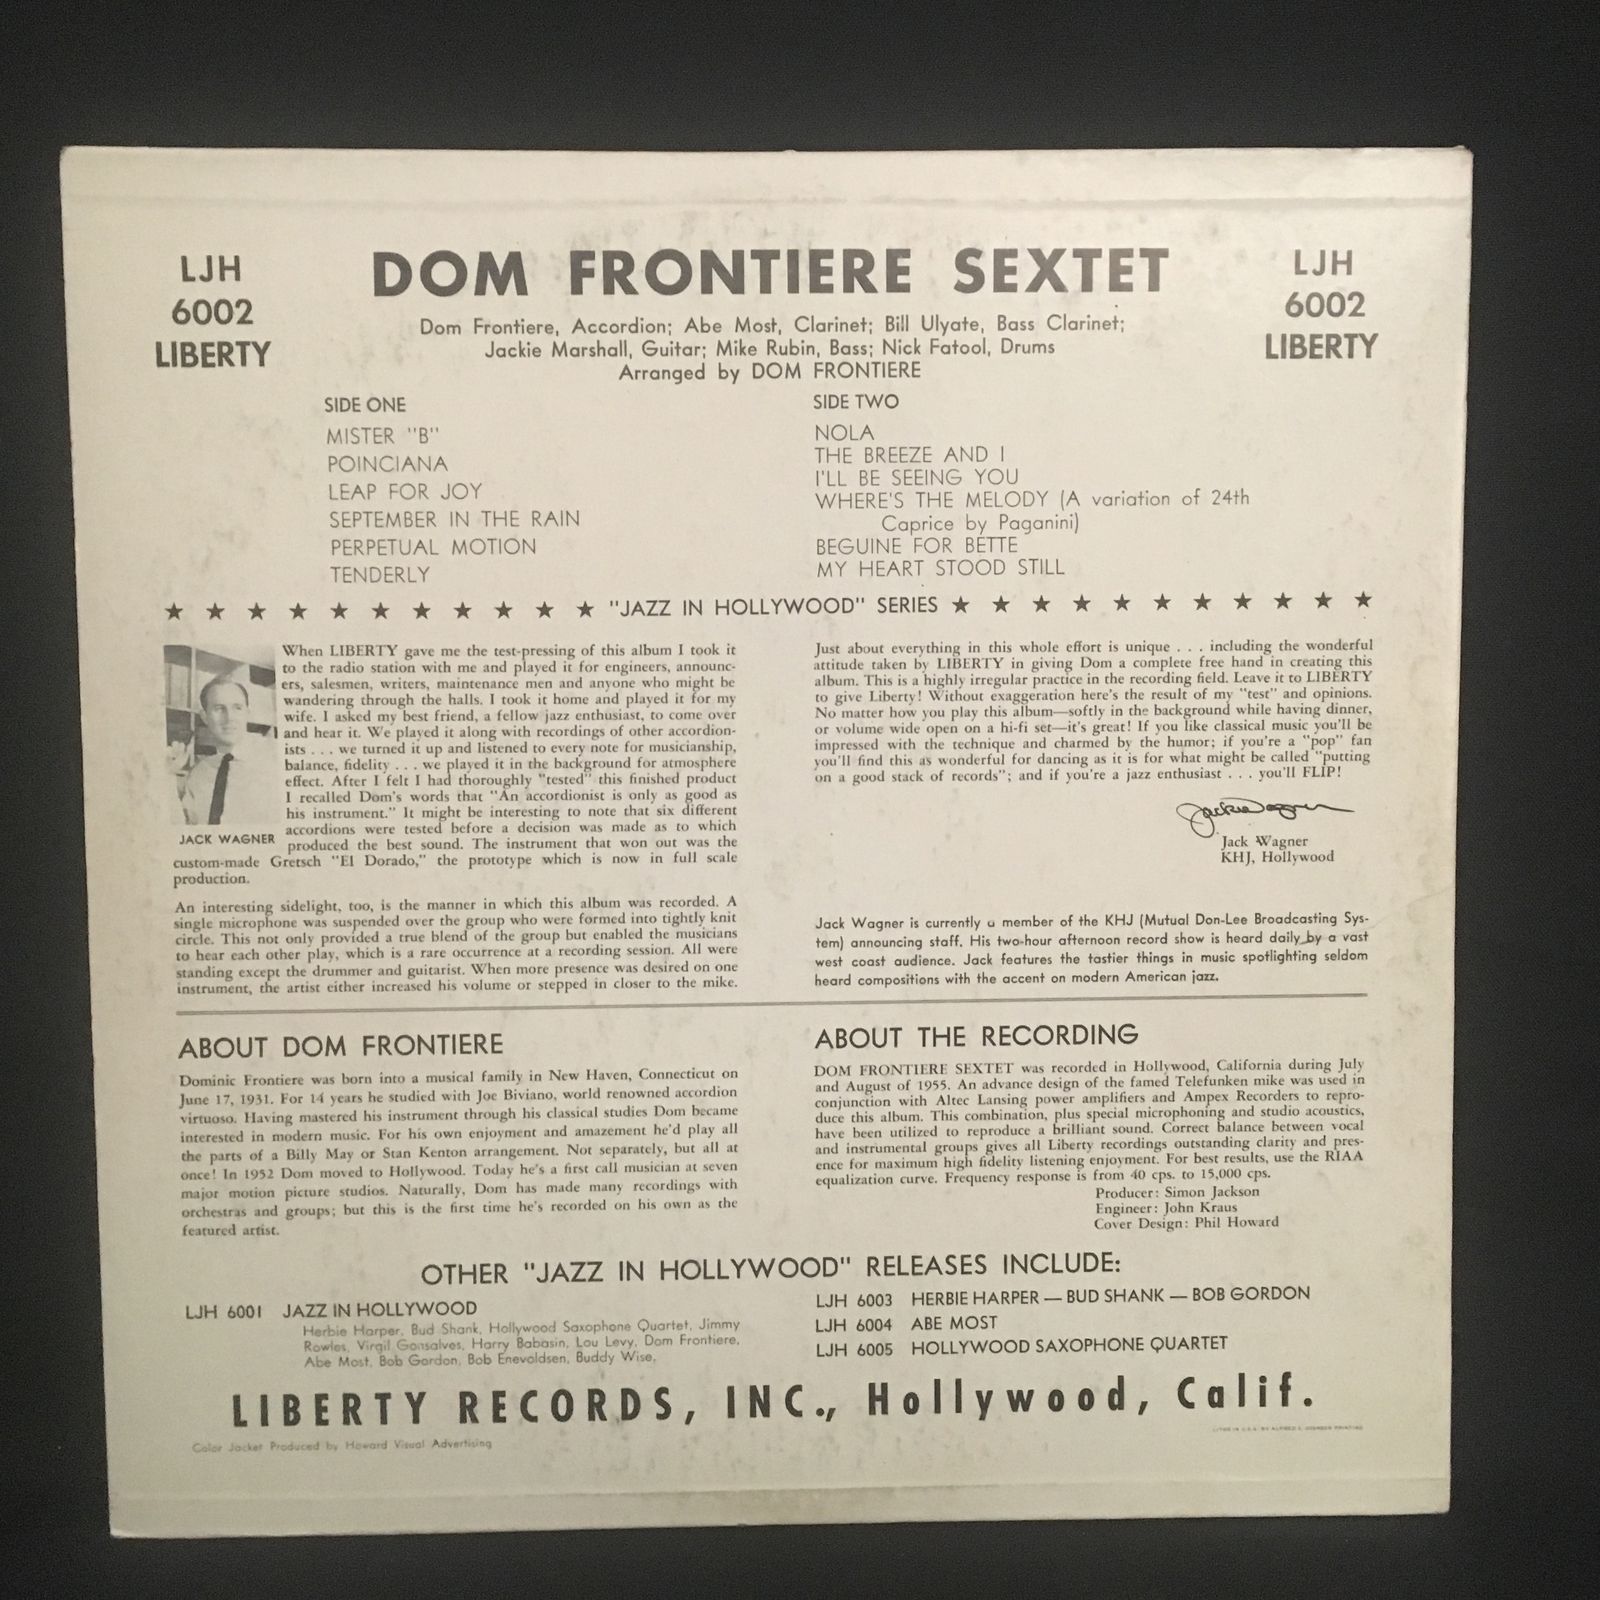 LJH
6002
LIBERTY
DOM FRONTIERE SEXTET
LJH
6002
LIBERTY
Dom Frontiere, Accordion; Abe Most, Clarinet; Bill Ulyate, Bass Clarinet;
Jackie Marshall, Guitar; Mike Rubin, Bass; Nick Fatool, Drums
Arranged by DOM FRONTIERE
SIDE ONE
MISTER "B"
POINCIANA
LEAP FOR JOY
SEPTEMBER IN THE RAIN
PERPETUAL MOTION
TENDERLY
SIDE TWO
NOLA
THE BREEZE AND I
I'LL BE SEEING YOU
WHERE'S THE MELODY (A variation of 24th
Caprice by Paganini)
BEGUINE FOR BETTE
MY HEART STOOD STILL
★ ★ ★ ★ ★ ★ ★ ★ ★ ★ ★ "JAZZ IN HOLLYWOOD" SERIES ★ ★ ★ ★ ★ ★ ★ ★ ★ ★ ★
When LIBERTY gave me the test-pressing of this album I took it
to the radio station with me and played it for engineers, announc-
ers, salesmen, writers, maintenance men and anyone who might be
wandering through the halls. I took it home and played it for my
wife. I asked my best friend, a fellow jazz enthusiast, to come over
and hear it. We played it along with recordings of other accordion-
ists . . . we turned it up and listened to every note for musicianship,
balance, fidelity . . . we played it in the background for atmosphere
effect. After I felt I had thoroughly "tested" this finished product
I recalled Dom's words that "An accordionist is only as good as
his instrument." It might be interesting to note that six different
accordions were tested before a decision was made as to which
JACK WAGNER
produced the best sound. The instrument that won out was the
custom-made Gretsch "El Dorado," the prototype which is now in full scale
production.
An interesting sidelight, too, is the manner in which this album was recorded. A
single microphone was suspended over the group who were formed into tightly knit
circle. This not only provided a true blend of the group but enabled the musicians
to hear each other play, which is a rare occurrence at a recording session. All were
standing except the drummer and guitarist. When more presence was desired on one
instrument, the artist either increased his volume or stepped in closer to the mike.
Just about everything in this whole effort is unique . . . including the wonderful
attitude taken by LIBERTY in giving Dom a complete free hand in creating this
album. This is a highly irregular practice in the recording field. Leave it to LIBERTY
to give Liberty! Without exaggeration here's the result of my "test" and opinions.
No matter how you play this album—softly in the background while having dinner,
or volume wide open on a hi-fi set—it's great! If you like classical music you'll be
impressed with the technique and charmed by the humor; if you're a "pop" fan
you'll find this as wonderful for dancing as it is for what might be called "putting
on a good stack of records"; and if you're a jazz enthusiast . . . you'll FLIP!
Jackie Wagner
Jack Wagner
KHJ, Hollywood
Jack Wagner is currently a member of the KHJ (Mutual Don-Lee Broadcasting Sys-
tem) announcing staff. His two-hour afternoon record show is heard daily by a vast
west coast audience. Jack features the tastier things in music spotlighting seldom
heard compositions with the accent on modern American jazz.
ABOUT DOM FRONTIERE
Dominic Frontiere was born into a musical family in New Haven, Connecticut on
June 17, 1931. For 14 years he studied with Joe Biviano, world renowned accordion
virtuoso. Having mastered his instrument through his classical studies Dom became
interested in modern music. For his own enjoyment and amazement he'd play all
the parts of a Billy May or Stan Kenton arrangement. Not separately, but all at
once! In 1952 Dom moved to Hollywood. Today he's a first call musician at seven
major motion picture studios. Naturally, Dom has made many recordings with
orchestras and groups; but this is the first time he's recorded on his own as the
featured artist.
ABOUT THE RECORDING
DOM FRONTIERE SEXTET was recorded in Hollywood, California during July
and August of 1955. An advance design of the famed Telefunken mike was used in
conjunction with Altec Lansing power amplifiers and Ampex Recorders to repro-
duce this album. This combination, plus special microphoning and studio acoustics,
have been utilized to reproduce a brilliant sound. Correct balance between vocal
and instrumental groups gives all Liberty recordings outstanding clarity and pres-
ence for maximum high fidelity listening enjoyment. For best results, use the RIAA
equalization curve. Frequency response is from 40 cps. to 15,000 cps.
Producer: Simon Jackson
Engineer: John Kraus
Cover Design: Phil Howard
OTHER "JAZZ IN HOLLYWOOD" RELEASES INCLUDE:
LJH 6001 JAZZ IN HOLLYWOOD
Herbie Harper, Bud Shank, Hollywood Saxophone Quartet, Jimmy
Rowles, Virgil Gonsalves, Harry Babasin, Lou Levy, Dom Frontiere,
Abe Most, Bob Gordon, Bob Enevoldsen, Buddy Wise.
LJH 6003 HERBIE HARPER — BUD SHANK — BOB GORDON
LJH 6004 ABE MOST
LJH 6005 HOLLYWOOD SAXOPHONE QUARTET
LIBERTY RECORDS, INC., Hollywood, Calif.
Color Jacket Produced by Howard Visual Advertising